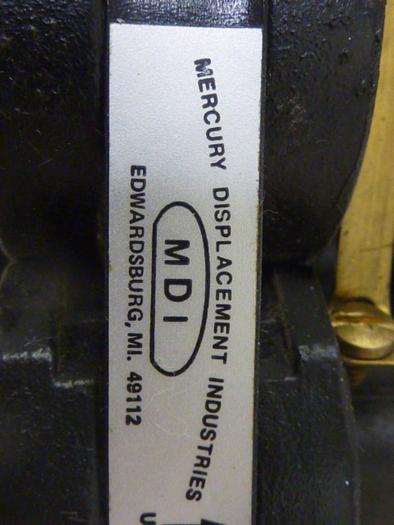 MERCURY DISPLACEMENT INDUSTRIES
MDI
EDWARDSBURG, MI. 49112